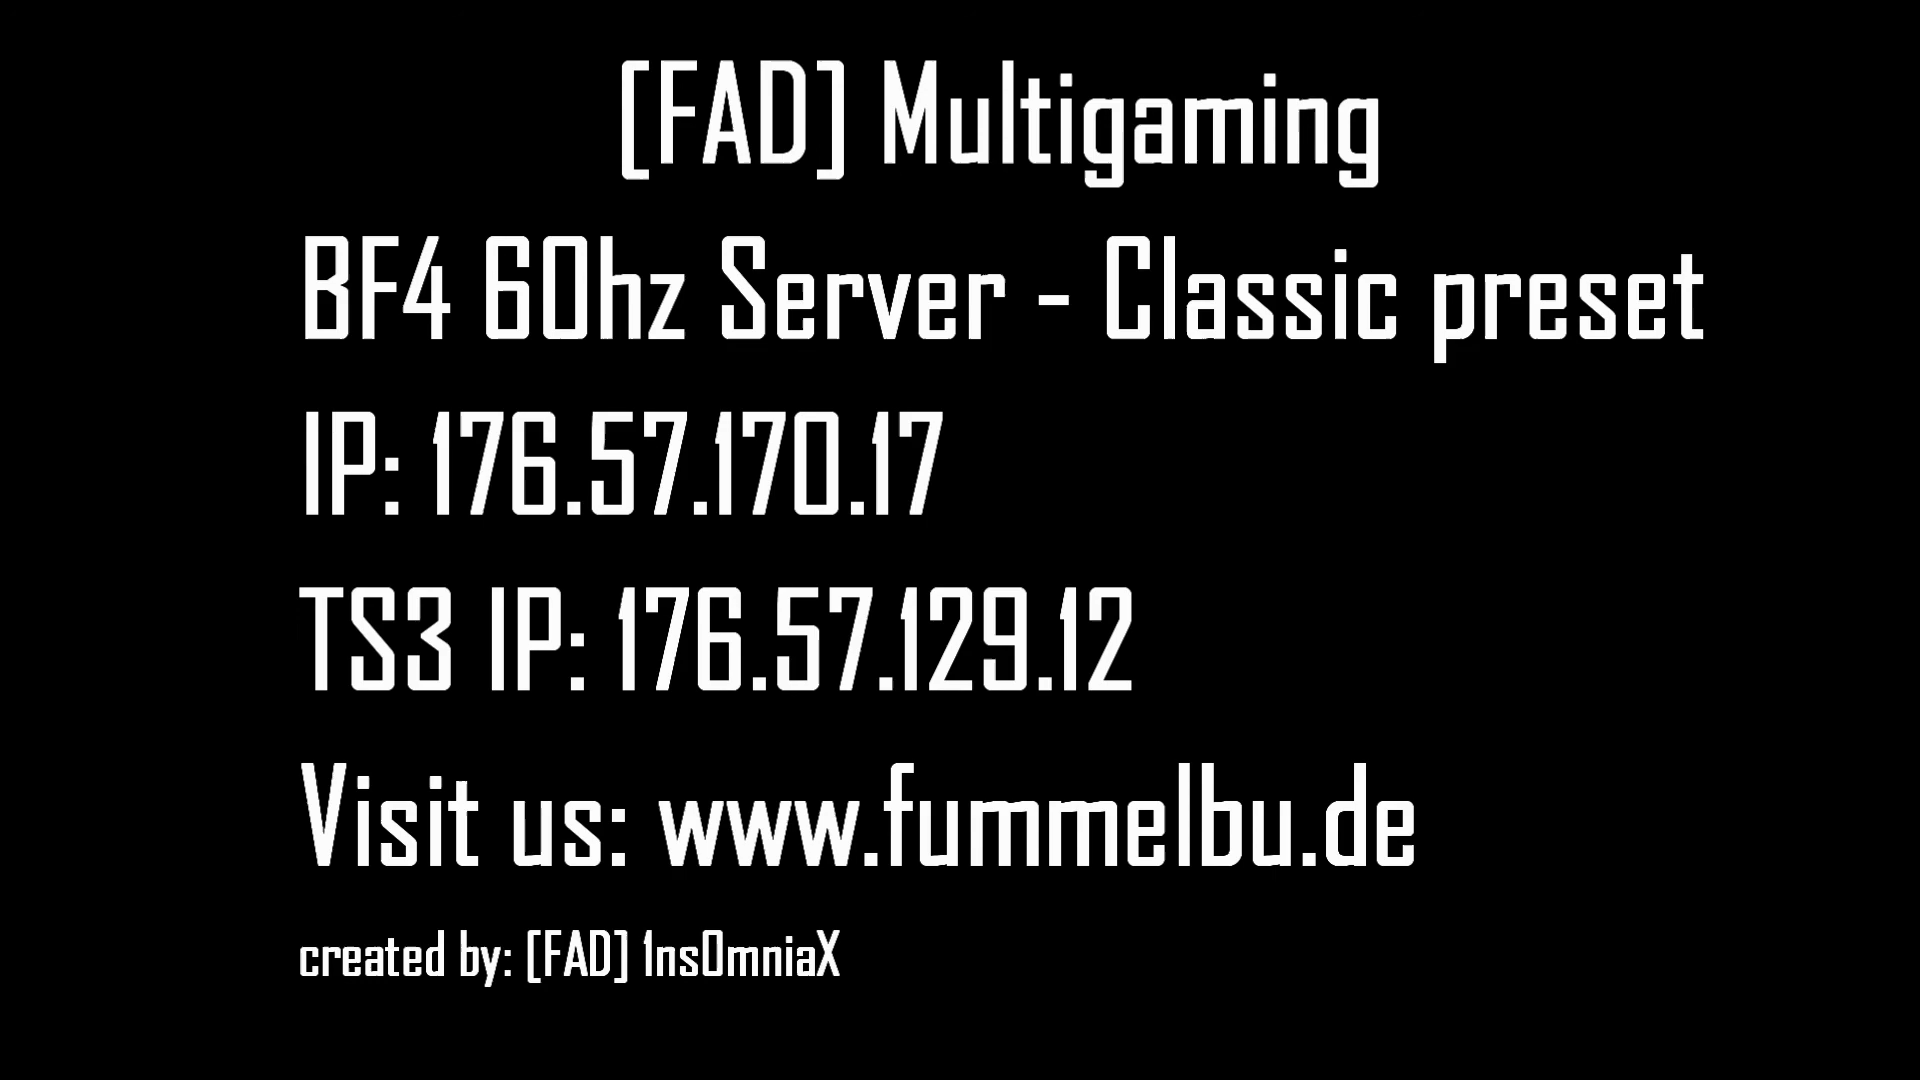 [FAD] Multigaming
BF4 60hz Server - Classic preset
IP: 176.57.170.17
TS3 IP: 176.57.129.12
Visit us: www.fummelbu.de
created by: [FAD] 1ns0mniaX